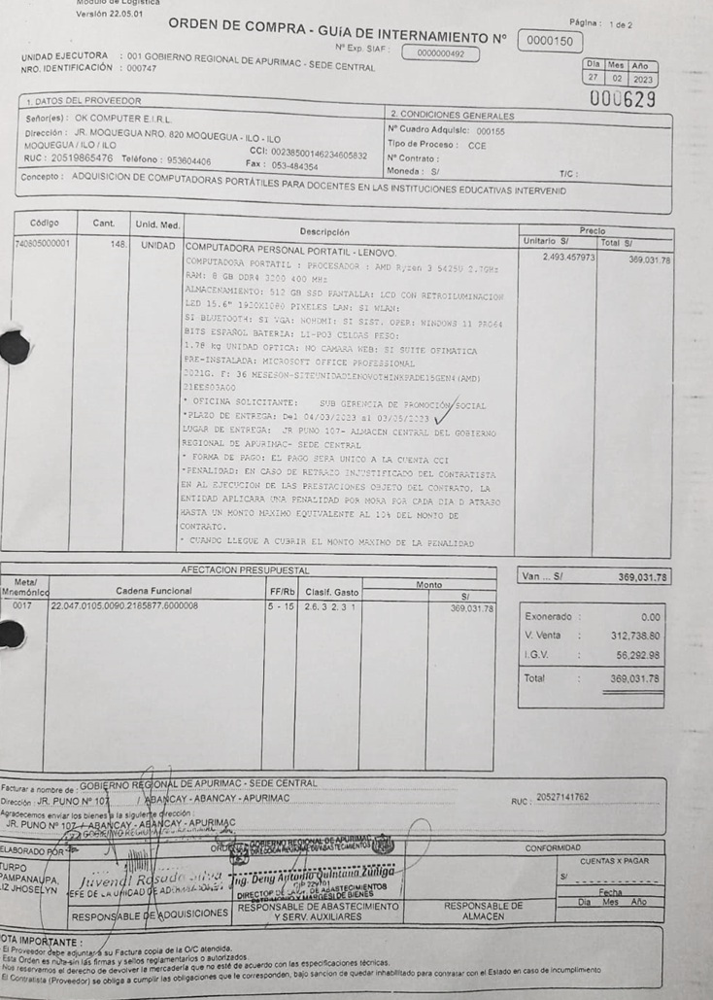 Módulo de Logística
Versión 22.05.01
Página : 1 de 2
ORDEN DE COMPRA - GUÍA DE INTERNAMIENTO Nº 0000150
Nº Exp. SIAF : 0000000492
UNIDAD EJECUTORA : 001 GOBIERNO REGIONAL DE APURIMAC - SEDE CENTRAL
NRO. IDENTIFICACIÓN : 000747
Día Mes Año
27 02 2023
000629
1. DATOS DEL PROVEEDOR
Señor(es) : OK COMPUTER E.I.R.L.
Dirección : JR. MOQUEGUA NRO. 820 MOQUEGUA - ILO - ILO
MOQUEGUA / ILO / ILO
CCI: 00238500146234605832
RUC : 20519865476 Teléfono : 953604406 Fax : 053-484354
2. CONDICIONES GENERALES
Nº Cuadro Adquisic: 000155
Tipo de Proceso : CCE
Nº Contrato :
Moneda : S/ T/C :
Concepto : ADQUISICION DE COMPUTADORAS PORTÁTILES PARA DOCENTES EN LAS INSTITUCIONES EDUCATIVAS INTERVENID
Código Cant. Unid. Med. Descripción Precio
Unitario S/ Total S/
740805000001 148. UNIDAD COMPUTADORA PERSONAL PORTATIL - LENOVO. 2,493.457973 369,031.78
COMPUTADORA PORTATIL : PROCESADOR : AMD Ryzen 3 5425U 2.7GHz
RAM: 8 GB DDR4 3200 400 MHz
ALMACENAMIENTO: 512 GB SSD PANTALLA: LCD CON RETROILUMINACION
LED 15.6" 1920X1080 PIXELES LAN: SI WLAN:
SI BLUETOOTH: SI VGA: NOHDMI: SI SIST. OPER: WINDOWS 11 PRO64
BITS ESPAÑOL BATERIA: LI-PO3 CELDAS PESO:
1.78 kg UNIDAD OPTICA: NO CAMARA WEB: SI SUITE OFIMATICA
PRE-INSTALADA: MICROSOFT OFFICE PROFESSIONAL
2021G. F: 36 MESESON-SITEUNIDADLENOVOTHINKPADE15GEN4(AMD)
21EES03A00
* OFICINA SOLICITANTE: SUB GERENCIA DE PROMOCIÓN SOCIAL
*PLAZO DE ENTREGA: Del 04/03/2023 al 03/05/2023
LUGAR DE ENTREGA: JR PUNO 107- ALMACEN CENTRAL DEL GOBIERNO
REGIONAL DE APURIMAC- SEDE CENTRAL
* FORMA DE PAGO: EL PAGO SERA UNICO A LA CUENTA CCI
*PENALIDAD: EN CASO DE RETRAZO INJUSTIFICADO DEL CONTRATISTA
EN AL EJECUCION DE LAS PRESTACIONES OBJETO DEL CONTRATO, LA
ENTIDAD APLICARA UNA PENALIDAD POR MORA POR CADA DIA D ATRASO
HASTA UN MONTO MAXIMO EQUIVALENTE AL 10% DEL MONTO DE
CONTRATO.
* CUANDO LLEGUE A CUBRIR EL MONTO MAXIMO DE LA PENALIDAD
AFECTACION PRESUPUESTAL
Meta/
Mnemónico Cadena Funcional FF/Rb Clasif. Gasto Monto
S/
0017 22.047.0105.0090.2185877.6000008 5 - 15 2.6. 3 2. 3 1 369,031.78
Van ... S/ 369,031.78
Exonerado : 0.00
V. Venta : 312,738.80
I.G.V. : 56,292.98
Total : 369,031.78
Facturar a nombre de : GOBIERNO REGIONAL DE APURIMAC - SEDE CENTRAL
Dirección : JR. PUNO Nº 107 / ABANCAY - ABANCAY - APURIMAC
RUC : 20527141762
Agradecemos enviar los bienes a la siguiente dirección :
JR. PUNO Nº 107 / ABANCAY - ABANCAY - APURIMAC
ELABORADO POR
TURPO
PAMPANAUPA,
LIZ JHOSELYN
GOBIERNO REGIONAL DE APURIMAC
Ing. Deny Antonio Quintana Zúñiga
RESPONSABLE DE ADQUISICIONES
RESPONSABLE DE ABASTECIMIENTO
Y SERV. AUXILIARES
CONFORMIDAD
RESPONSABLE DE
ALMACEN
CUENTAS X PAGAR
S/
Fecha
Día Mes Año
NOTA IMPORTANTE :
- El Proveedor debe adjuntar a su Factura copia de la O/C atendida.
- Esta Orden es nula sin las firmas y sellos reglamentarios o autorizados.
- Nos reservamos el derecho de devolver la mercadería que no esté de acuerdo con las especificaciones técnicas.
- El Contratista (Proveedor) se obliga a cumplir las obligaciones que le corresponden, bajo sanción de quedar inhabilitado para contratar con el Estado en caso de incumplimiento